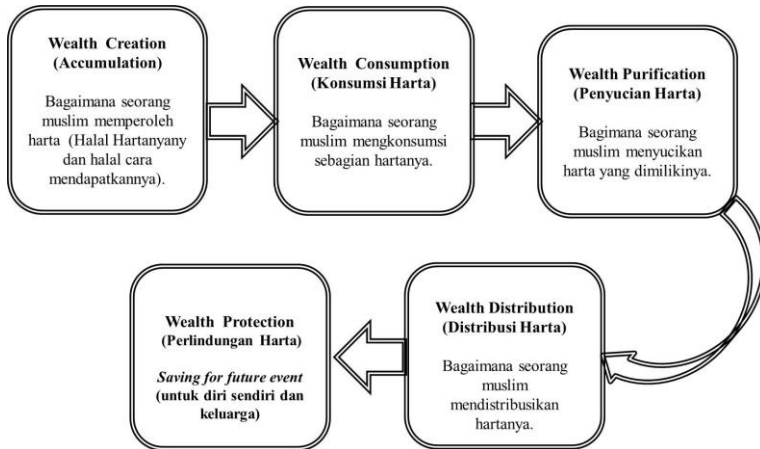 Wealth Creation
(Accumulation)
Bagaimana seorang
muslim memperoleh
harta (Halal Hartanyany
dan halal cara
mendapatkannya).
Wealth Consumption
(Konsumsi Harta)
Bagaimana seorang
muslim mengkonsumsi
sebagian hartanya.
Wealth Purification
(Penyucian Harta)
Bagimana seorang
muslim menyucikan
harta yang dimilikinya.
Wealth Distribution
(Distribusi Harta)
Bagaimana seorang
muslim
mendistribusikan
hartanya.
Wealth Protection
(Perlindungan Harta)
Saving for future event
(untuk diri sendiri dan
keluarga)